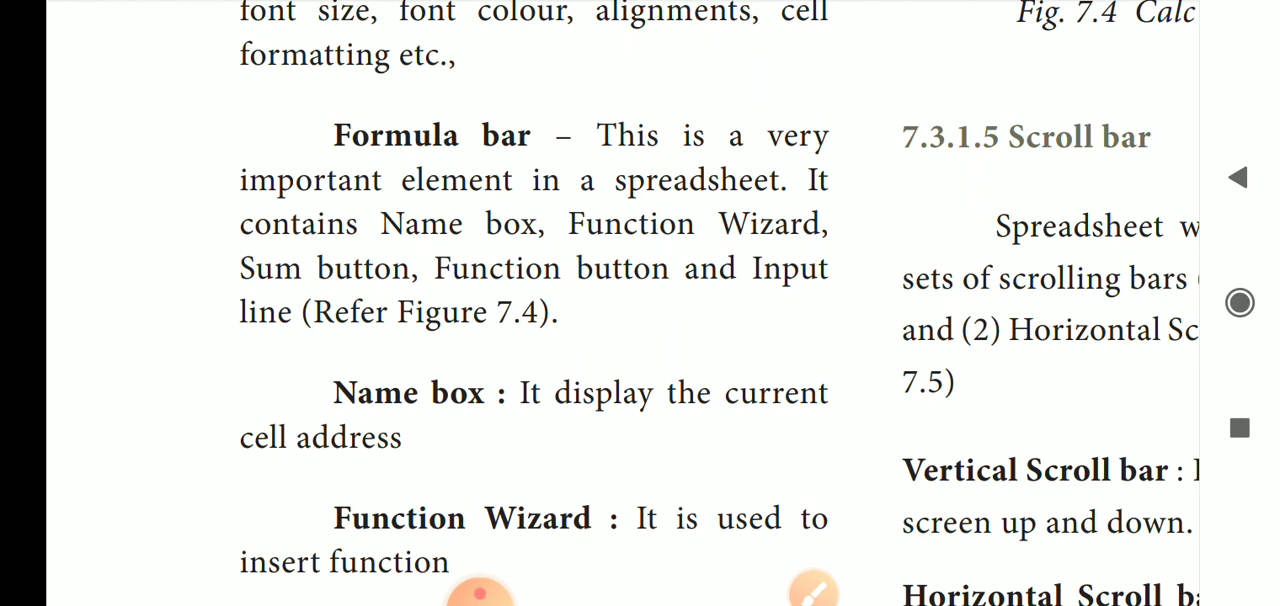 font size, font colour, alignments, cell
formatting etc.,
Formula bar – This is a very
important element in a spreadsheet. It
contains Name box, Function Wizard,
Sum button, Function button and Input
line (Refer Figure 7.4).
Name box : It display the current
cell address
Function Wizard : It is used to
insert function
Fig. 7.4 Calc
7.3.1.5 Scroll bar
Spreadsheet
sets of scrolling bars
and (2) Horizontal
7.5)
Vertical Scroll bar :
screen up and down.
Horizontal Scroll